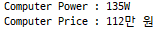 Computer Power : 135W
Computer Price : 112만 원